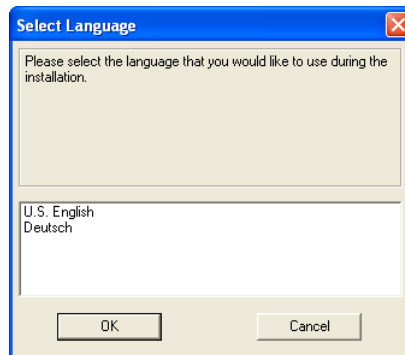 Select Language
Please select the language that you would like to use during the
installation.
U.S. English
Deutsch
OK
Cancel